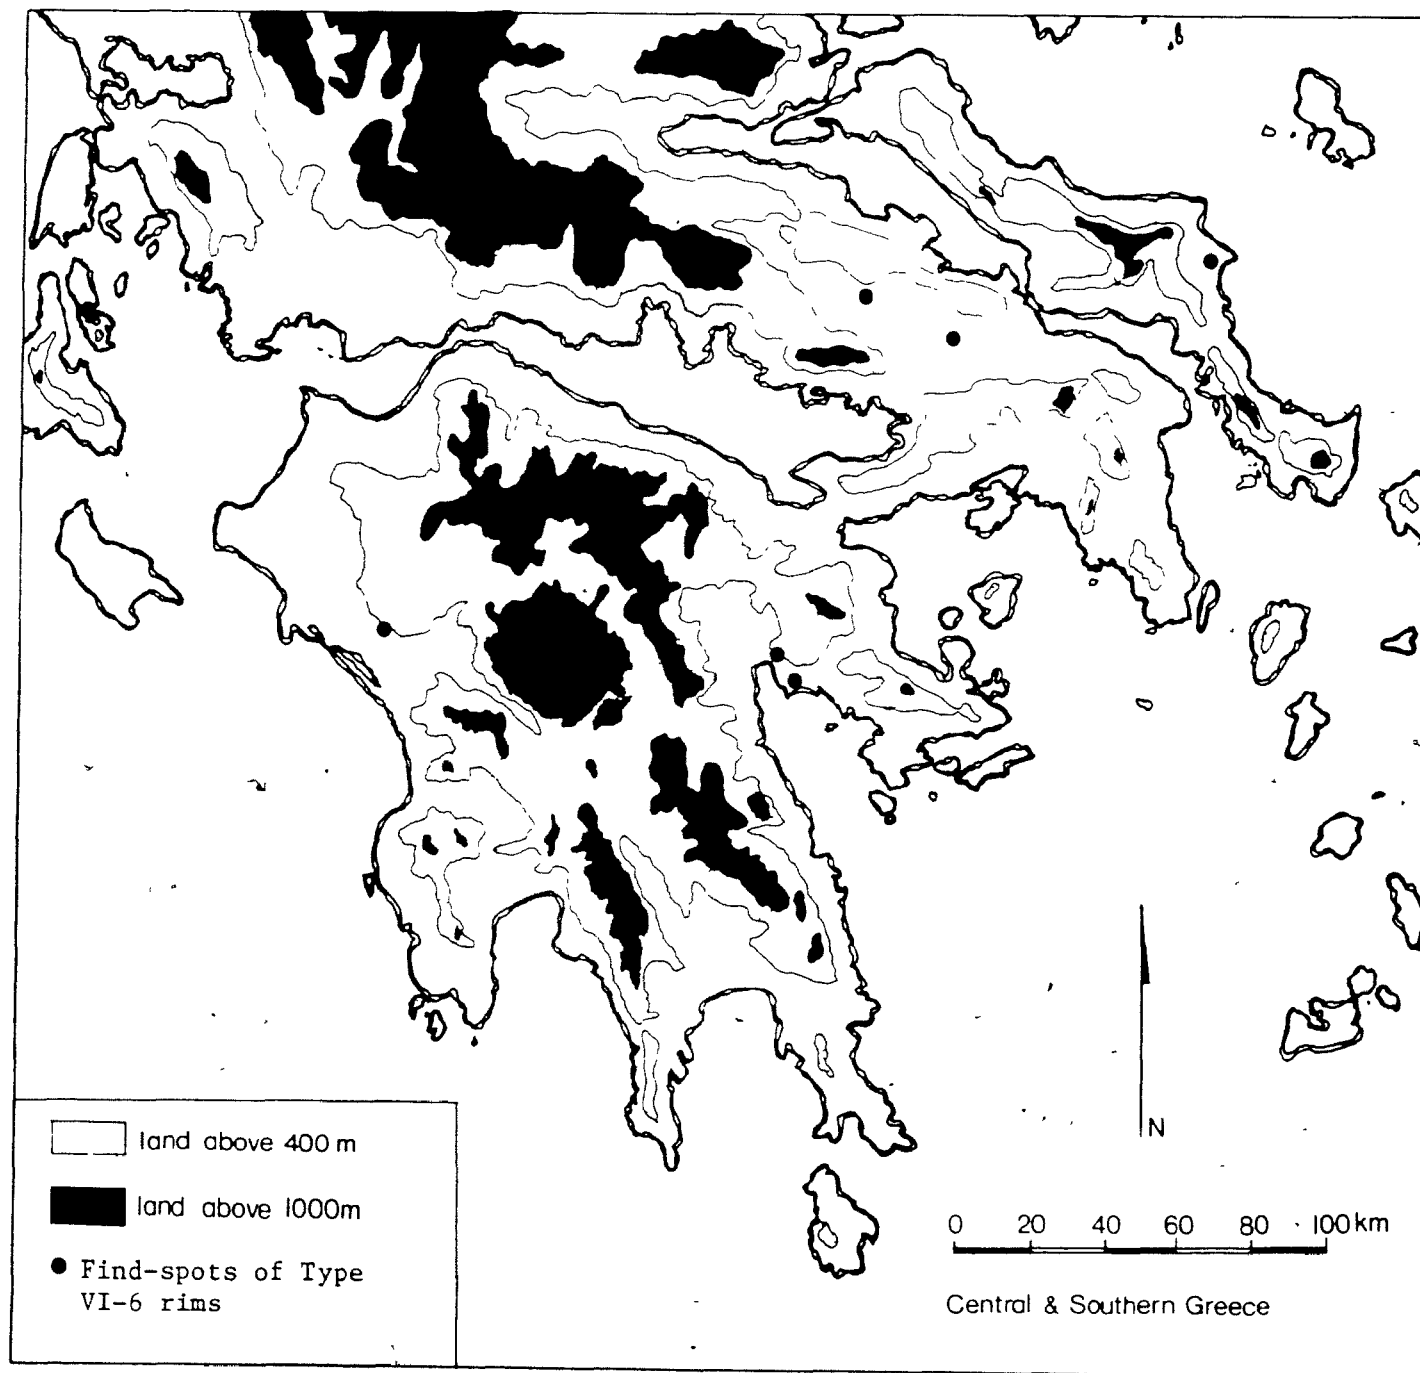 land above 400 m
land above 1000m
Find-spots of Type
VI-6 rims
N
0 20 40 60 80 100km
Central & Southern Greece